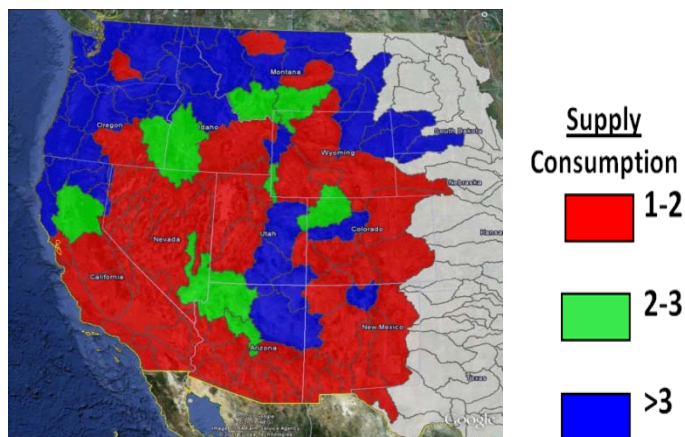 Supply
Consumption
1-2
2-3
>3
Montana
Oregon
Idaho
South Dakota
Wyoming
Nebraska
Nevada
Utah
Colorado
Kansa
California
New Mexico
Arizona
Texas
Google